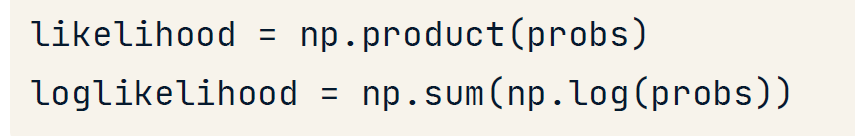 likelihood = np.product(probs)
loglikelihood = np.sum(np.log(probs))